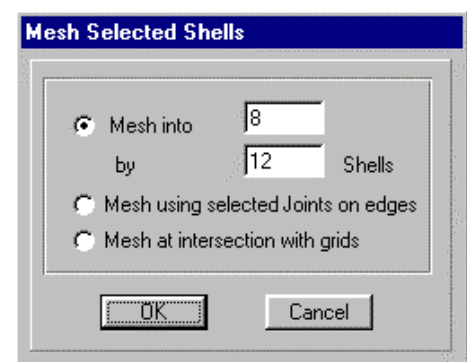 Mesh Selected Shells
Mesh into 8
by 12 Shells
Mesh using selected Joints on edges
Mesh at intersection with grids
OK Cancel